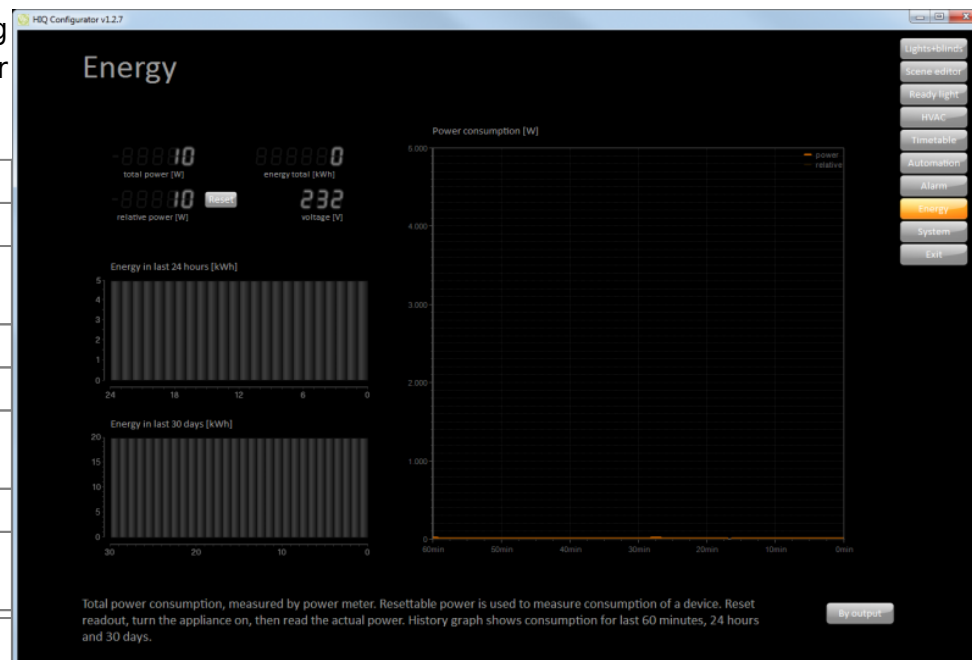 g
r
HIQ Configurator v1.2.7
Energy
Lights+blinds
Scene editor
Ready light
HVAC
Timetable
Automation
Alarm
Energy
System
Exit
10
total power [W]
0
energy total [kWh]
10
Reset
relative power [W]
232
voltage [V]
Energy in last 24 hours [kWh]
5
4
3
2
1
0
24 18 12 6 0
Energy in last 30 days [kWh]
20
15
10
5
0
30 20 10 0
Power consumption [W]
power
relative
5.000
4.000
3.000
2.000
1.000
0
60min 50min 40min 30min 20min 10min 0min
Total power consumption, measured by power meter. Resettable power is used to measure consumption of a device. Reset
readout, turn the appliance on, then read the actual power. History graph shows consumption for last 60 minutes, 24 hours
and 30 days.
By output